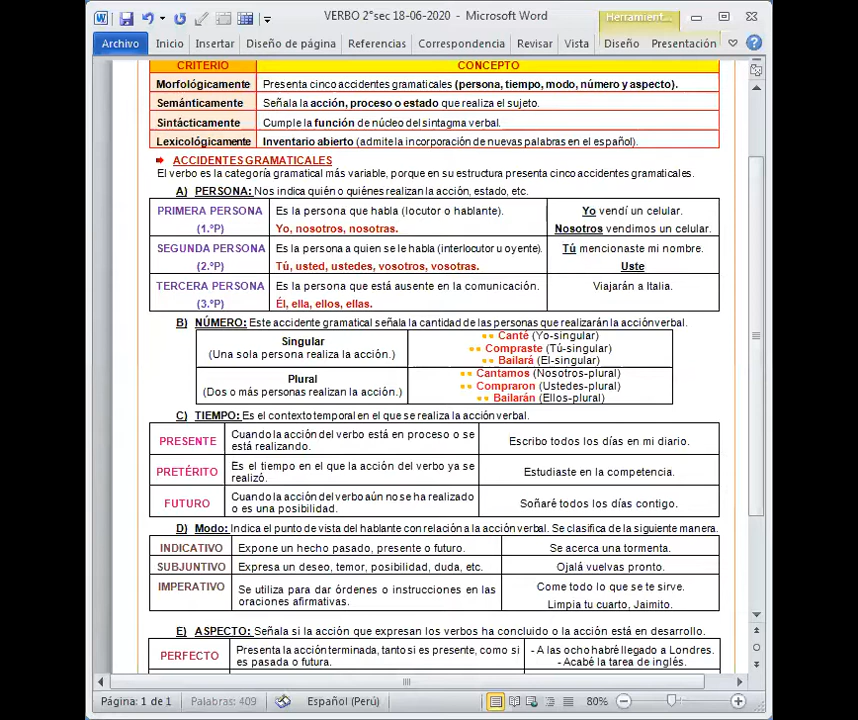 VERBO 2°sec 18-06-2020 - Microsoft Word
Herramient...
Archivo Inicio Insertar Diseño de página Referencias Correspondencia Revisar Vista Diseño Presentación
CRITERIO CONCEPTO
Morfológicamente Presenta cinco accidentes gramaticales (persona, tiempo, modo, número y aspecto).
Semánticamente Señala la acción, proceso o estado que realiza el sujeto.
Sintácticamente Cumple la función de núcleo del sintagma verbal.
Lexicológicamente Inventario abierto (admite la incorporación de nuevas palabras en el español).
ACCIDENTES GRAMATICALES
El verbo es la categoría gramatical más variable, porque en su estructura presenta cinco accidentes gramaticales.
A) PERSONA: Nos indica quién o quiénes realizan la acción, estado, etc.
PRIMERA PERSONA Es la persona que habla (locutor o hablante). Yo vendí un celular.
(1.ºP) Yo, nosotros, nosotras. Nosotros vendimos un celular.
SEGUNDA PERSONA Es la persona a quien se le habla (interlocutor u oyente). Tú mencionaste mi nombre.
(2.ºP) Tú, usted, ustedes, vosotros, vosotras. Uste
TERCERA PERSONA Es la persona que está ausente en la comunicación. Viajarán a Italia.
(3.ºP) Él, ella, ellos, ellas.
B) NÚMERO: Este accidente gramatical señala la cantidad de las personas que realizarán la acción verbal.
Singular
(Una sola persona realiza la acción.)
Canté (Yo-singular)
Compraste (Tú-singular)
Bailará (El-singular)
Plural
(Dos o más personas realizan la acción.)
Cantamos (Nosotros-plural)
Compraron (Ustedes-plural)
Bailarán (Ellos-plural)
C) TIEMPO: Es el contexto temporal en el que se realiza la acción verbal.
PRESENTE
Cuando la acción del verbo está en proceso o se
está realizando.
Escribo todos los días en mi diario.
PRETÉRITO
Es el tiempo en el que la acción del verbo ya se
realizó.
Estudiaste en la competencia.
FUTURO
Cuando la acción del verbo aún no se ha realizado
o es una posibilidad.
Soñaré todos los días contigo.
D) Modo: Indica el punto de vista del hablante con relación a la acción verbal. Se clasifica de la siguiente manera.
INDICATIVO Expone un hecho pasado, presente o futuro. Se acerca una tormenta.
SUBJUNTIVO Expresa un deseo, temor, posibilidad, duda, etc. Ojalá vuelvas pronto.
IMPERATIVO
Se utiliza para dar órdenes o instrucciones en las
oraciones afirmativas.
Come todo lo que se te sirve.
Limpia tu cuarto, Jaimito.
E) ASPECTO: Señala si la acción que expresan los verbos ha concluido o la acción está en desarrollo.
PERFECTO
Presenta la acción terminada, tanto si es presente, como si
es pasada o futura.
- A las ocho habré llegado a Londres.
- Acabé la tarea de inglés.
Página: 1 de 1 Palabras: 409 Español (Perú) 80%